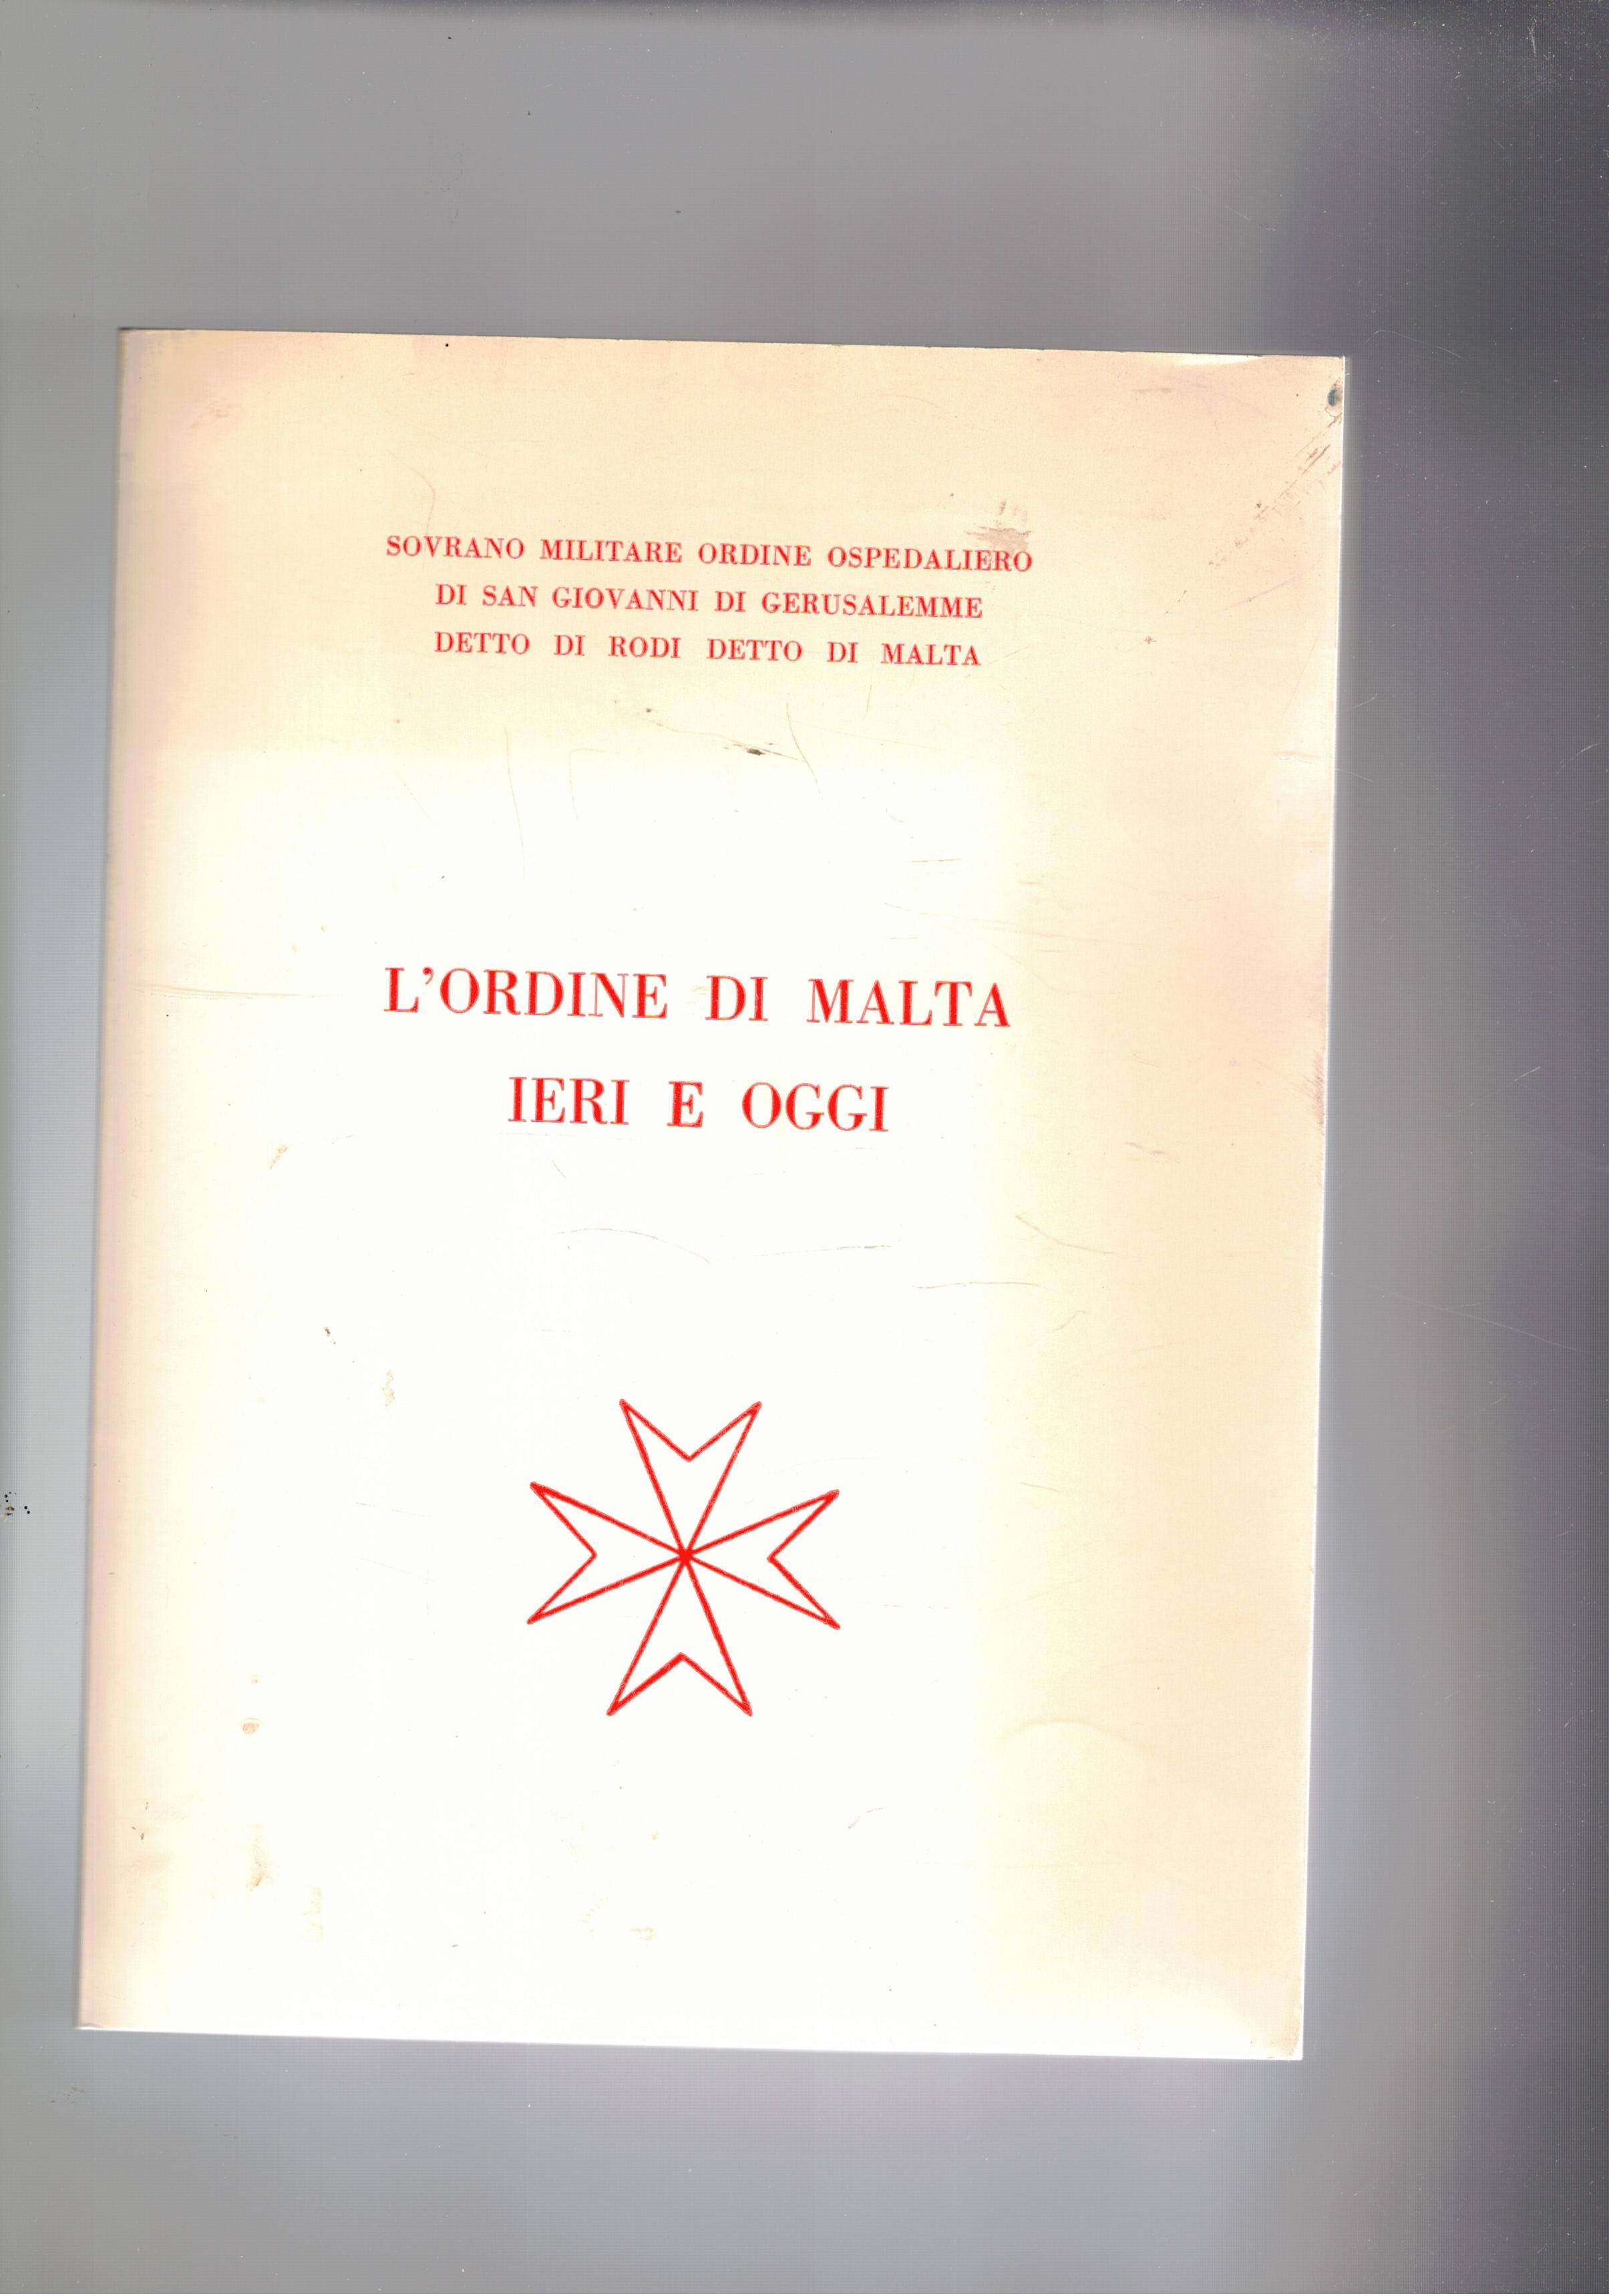 SOVRANO MILITARE ORDINE OSPEDALIERO
DI SAN GIOVANNI DI GERUSALEMME
DETTO DI RODI DETTO DI MALTA
L'ORDINE DI MALTA
IERI E OGGI